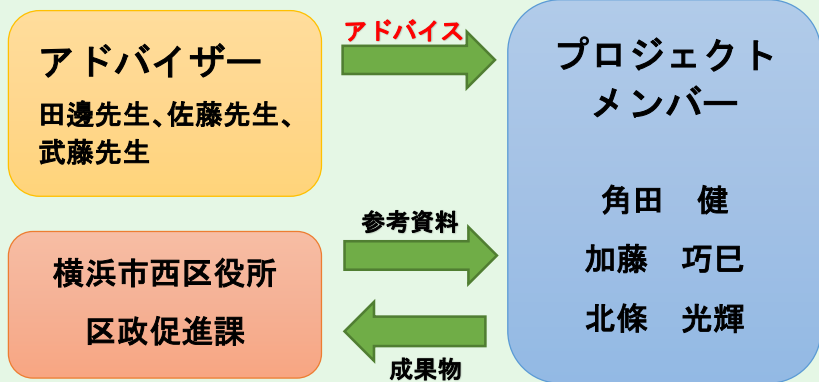 アドバイザー
田邊先生、佐藤先生、
武藤先生
アドバイス
プロジェクト
メンバー
角田　健
加藤　巧巳
北條　光輝
横浜市西区役所
区政促進課
参考資料
成果物